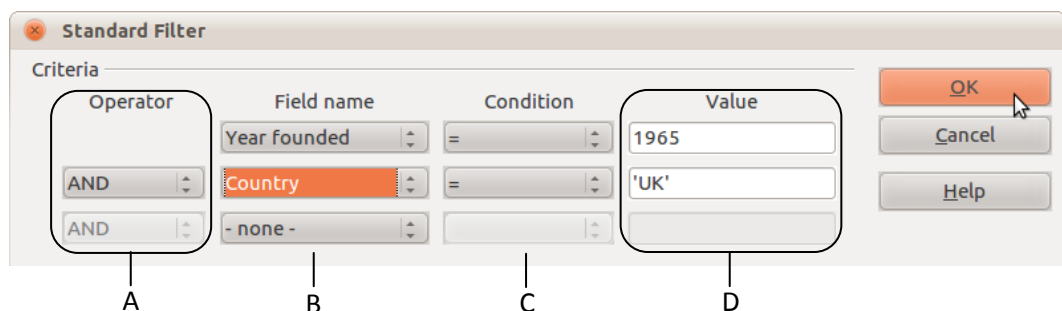 Standard Filter
Criteria
Operator Field name Condition Value
OK
Year founded = 1965
Cancel
AND Country = 'UK'
Help
AND - none -
A B C D